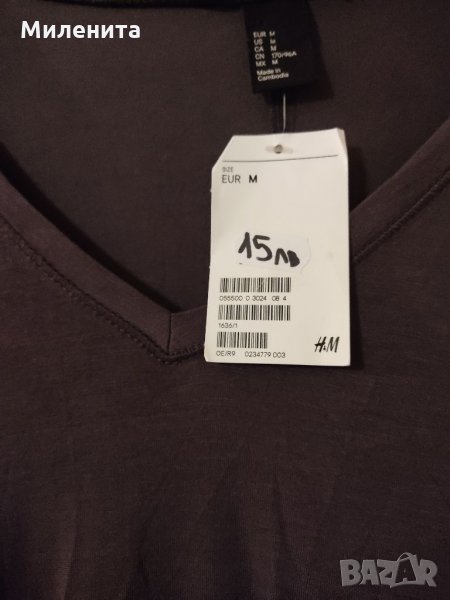 Миленита
EUR M
US M
CA M
CN 170/96A
MX M
Made in
Cambodia
SIZE
EUR M
15лв
055500 0 3024 08 4
1636/1
OE/R9 0234779 003
H&M
BAZAR